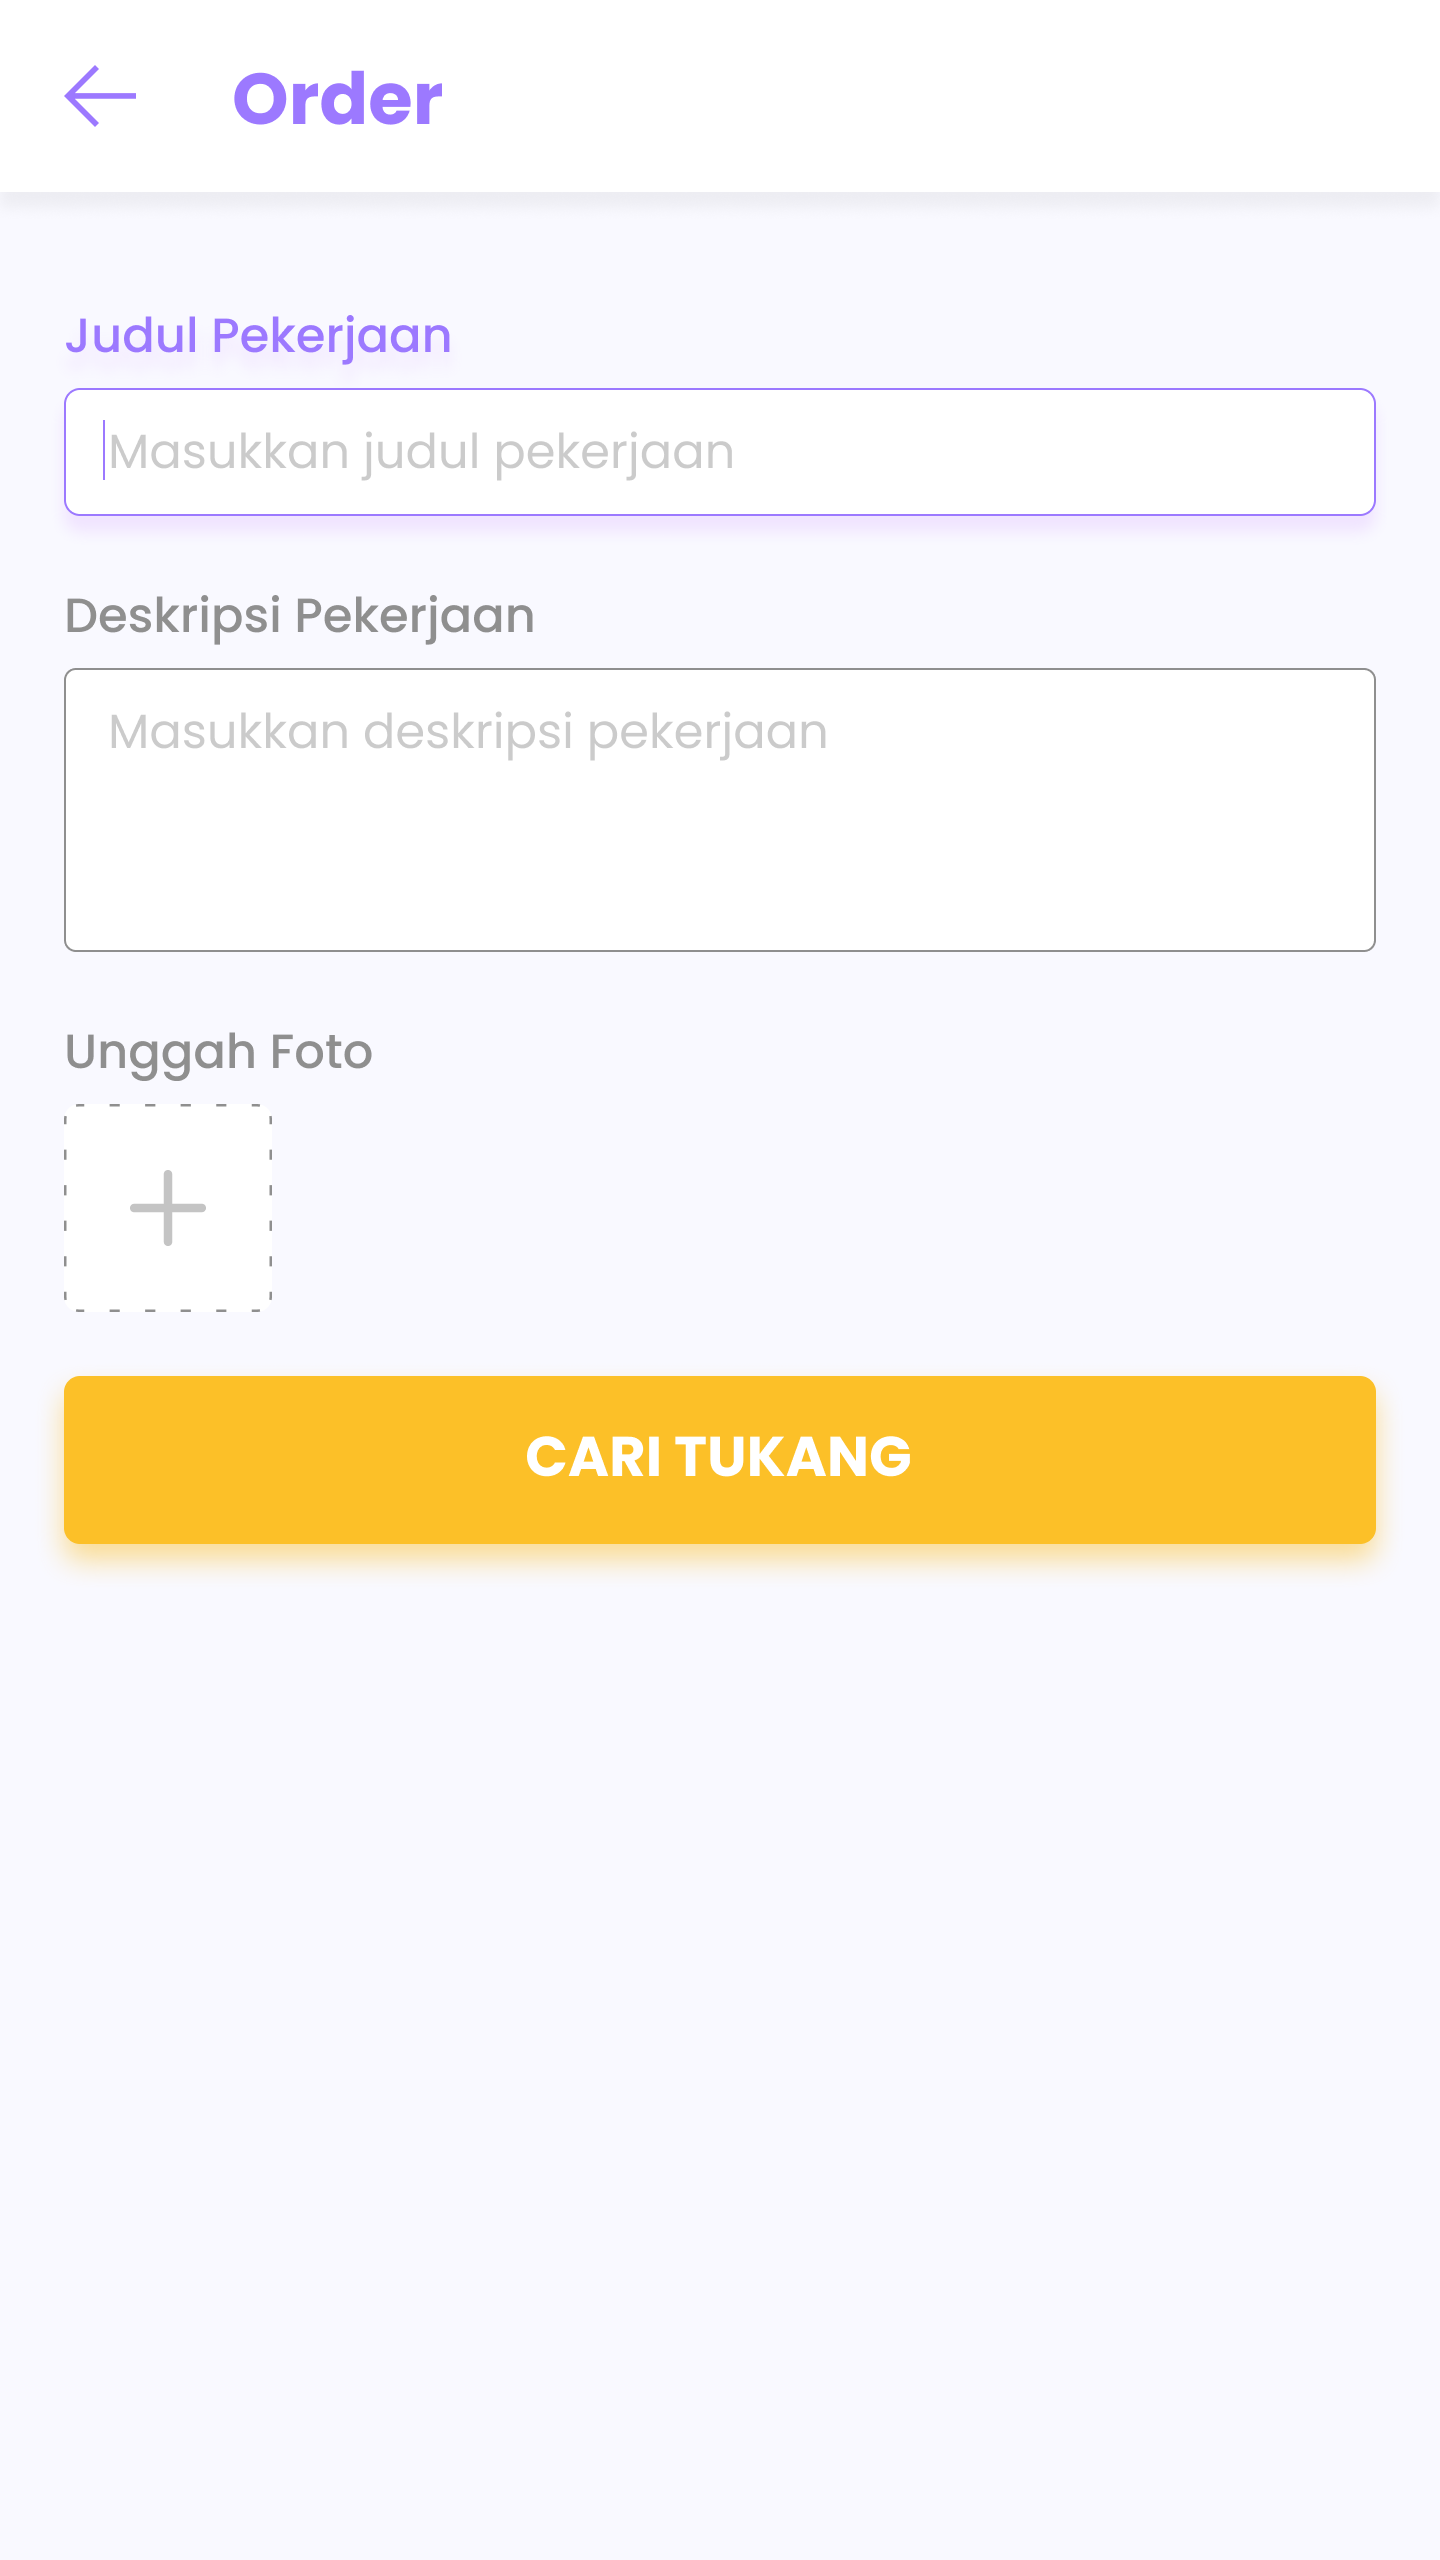 Order
Judul Pekerjaan
Masukkan judul pekerjaan
Deskripsi Pekerjaan
Masukkan deskripsi pekerjaan
Unggah Foto
CARI TUKANG